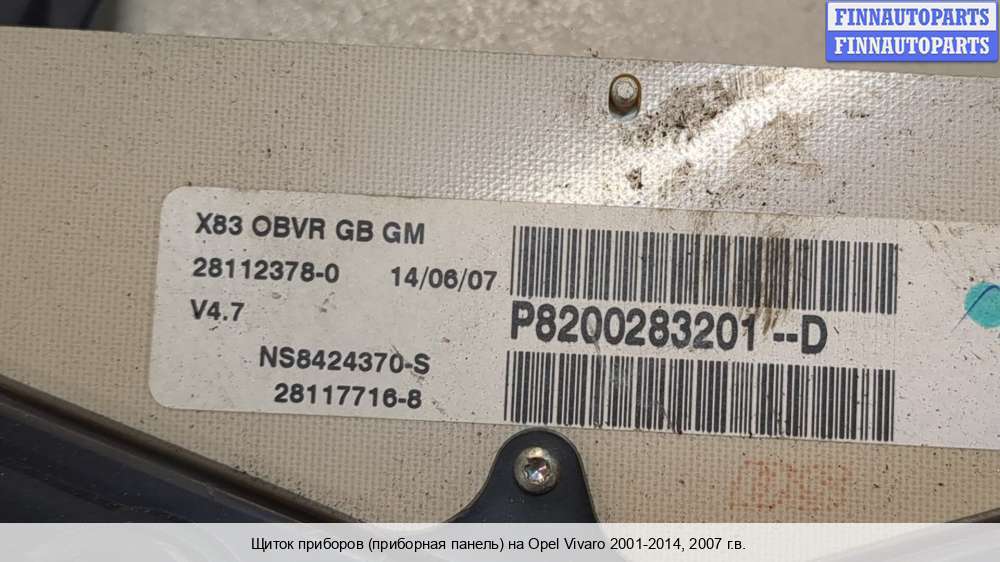 FINNAUTOPARTS
FINNAUTOPARTS
X83 OBVR GB GM
28112378-0 14/06/07
V4.7
P8200283201 --D
NS8424370-S
28117716-8
Щиток приборов (приборная панель) на Opel Vivaro 2001-2014, 2007 г.в.